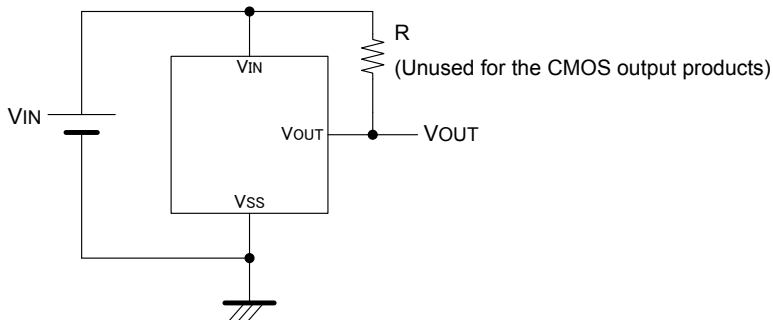 R
(Unused for the CMOS output products)
VIN
VIN
VOUT
VOUT
VSS